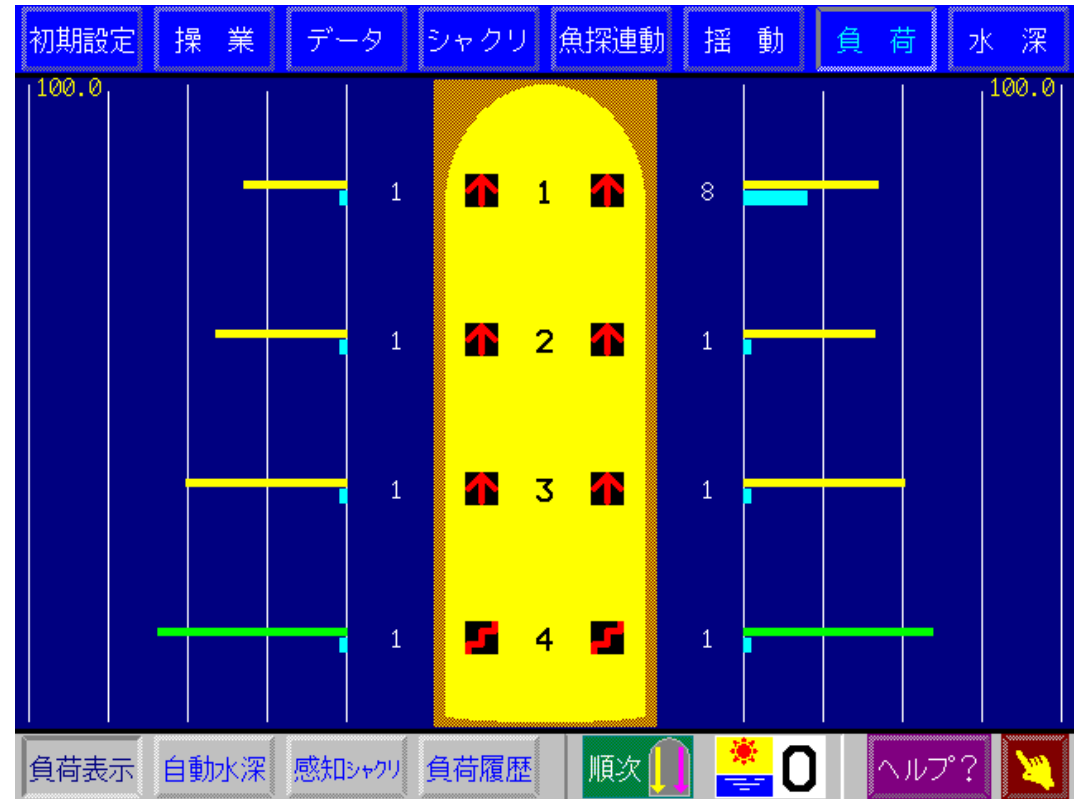 初期設定 操 業 データ シャクリ 魚探連動 揺 動 負 荷 水 深
100.0 100.0
1 1 8
1 2 1
1 3 1
1 4 1
負荷表示 自動水深 感知シャクリ 負荷履歴 順次 0 ヘルプ?